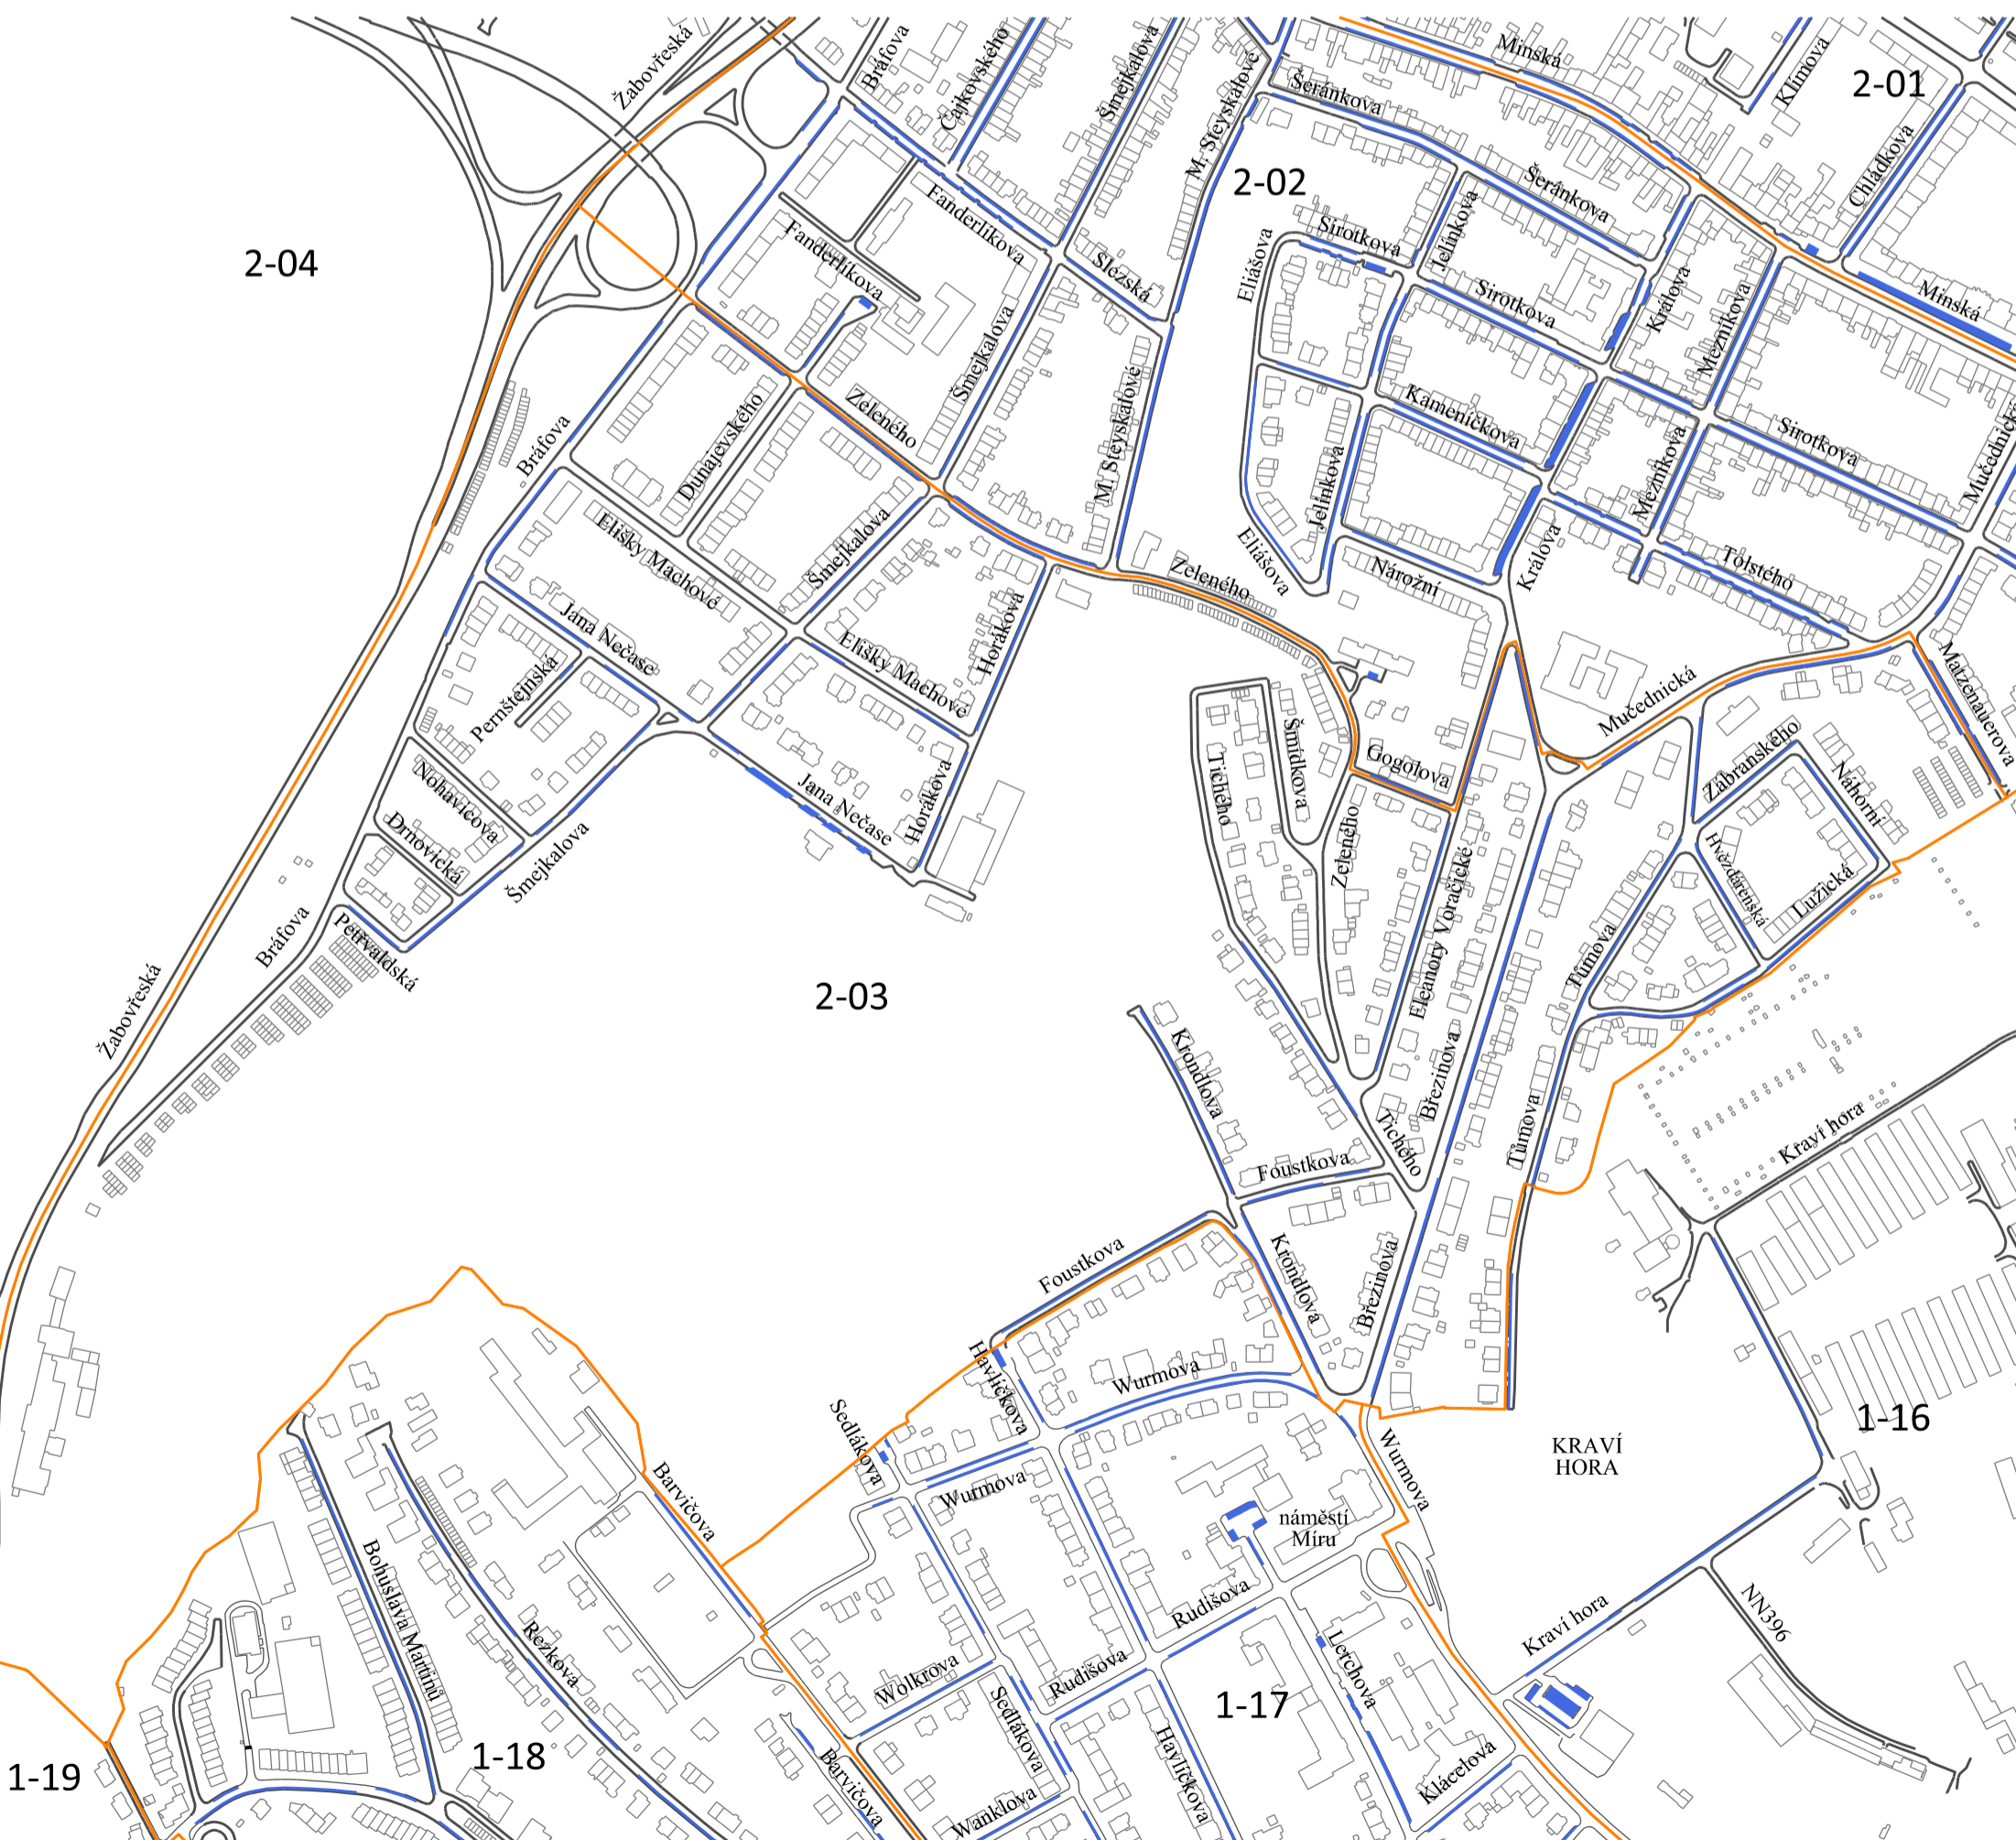 Žabovřeská
Bráfova
Čajkovského
Šmejkalova
M. Steyskalové
Minská
Klímova
2-01
Šeránkova
Chládkova
2-02
Šeránkova
Fanderlíkova
Jelínkova
Sirotkova
Eliášova
2-04
Fanderlíkova
Slezská
Sirotkova
Králova
Mezníkova
Minská
Šmejkalova
Zeleného
M. Steyskalové
Kameníčkova
Sirotkova
Bráfova
Dunajevského
Jelínkova
Mezníkova
Elišky Machové
Šmejkalova
Eliášova
Zeleného
Nárožní
Králova
Tolstého
Jana Nečase
Elišky Machové
Horákova
Pernštejnská
Mučednická
Matzenauerova
Šmídkova
Tichého
Gogolova
Zábranského
Náhorní
Nohavicova
Drnovická
Jana Nečase
Horákova
Šmejkalova
Zeleného
Hvězdárenská
Lužická
Eleanory Voračické
Tůmova
Bráfova
Petřvaldská
Žabovřeská
2-03
Krondlova
Březinova
Tichého
Tůmova
Kraví hora
Foustkova
Foustkova
Krondlova
Březinova
Havlíčkova
Wurmova
Sedlákova
Wurmova
Wurmova
1-16
KRAVÍ
HORA
Barvičova
náměstí
Míru
Bohuslava Martinů
Rezkova
Rudišova
Kraví hora
NN396
Wolkrova
Rudišova
Lerchova
1-17
Sedlákova
Havlíčkova
1-18
1-19
Barvičova
Klácelova
Wanklova